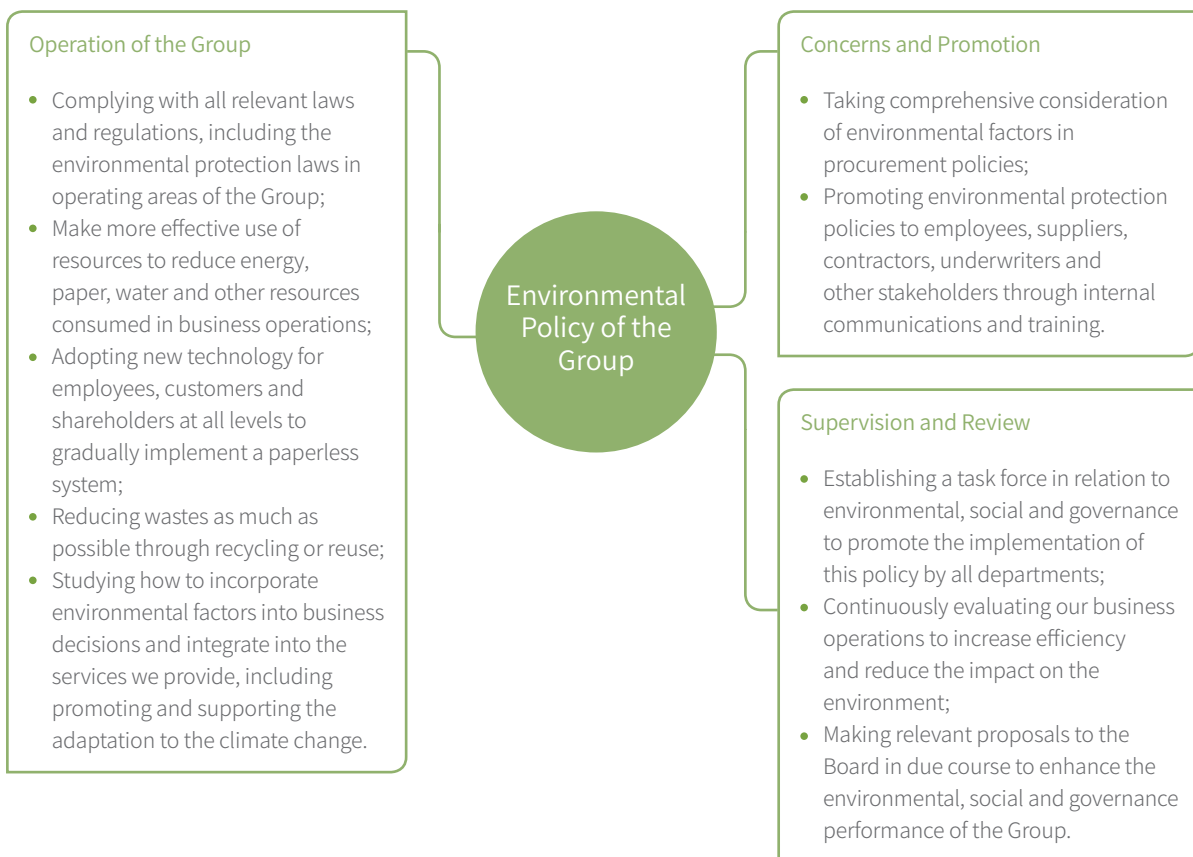 Operation of the Group
• Complying with all relevant laws
and regulations, including the
environmental protection laws in
operating areas of the Group;
• Make more effective use of
resources to reduce energy,
paper, water and other resources
consumed in business operations;
• Adopting new technology for
employees, customers and
shareholders at all levels to
gradually implement a paperless
system;
• Reducing wastes as much as
possible through recycling or reuse;
• Studying how to incorporate
environmental factors into business
decisions and integrate into the
services we provide, including
promoting and supporting the
adaptation to the climate change.
Environmental
Policy of the
Group
Concerns and Promotion
• Taking comprehensive consideration
of environmental factors in
procurement policies;
• Promoting environmental protection
policies to employees, suppliers,
contractors, underwriters and
other stakeholders through internal
communications and training.
Supervision and Review
• Establishing a task force in relation to
environmental, social and governance
to promote the implementation of
this policy by all departments;
• Continuously evaluating our business
operations to increase efficiency
and reduce the impact on the
environment;
• Making relevant proposals to the
Board in due course to enhance the
environmental, social and governance
performance of the Group.